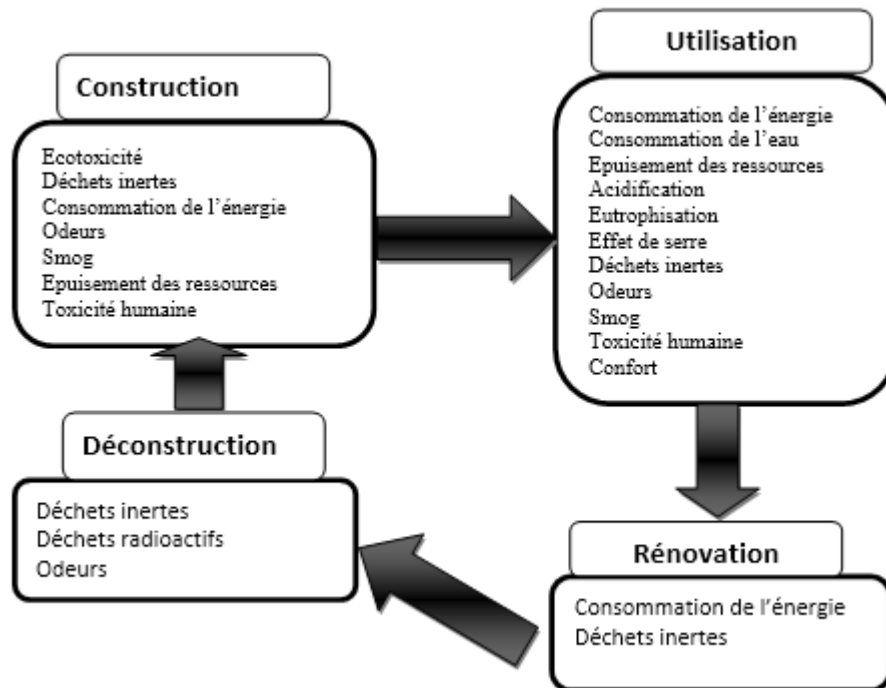 Construction
Ecotoxicité
Déchets inertes
Consommation de l'énergie
Odeurs
Smog
Epuisement des ressources
Toxicité humaine
Utilisation
Consommation de l'énergie
Consommation de l'eau
Epuisement des ressources
Acidification
Eutrophisation
Effet de serre
Déchets inertes
Odeurs
Smog
Toxicité humaine
Confort
Rénovation
Consommation de l'énergie
Déchets inertes
Déconstruction
Déchets inertes
Déchets radioactifs
Odeurs